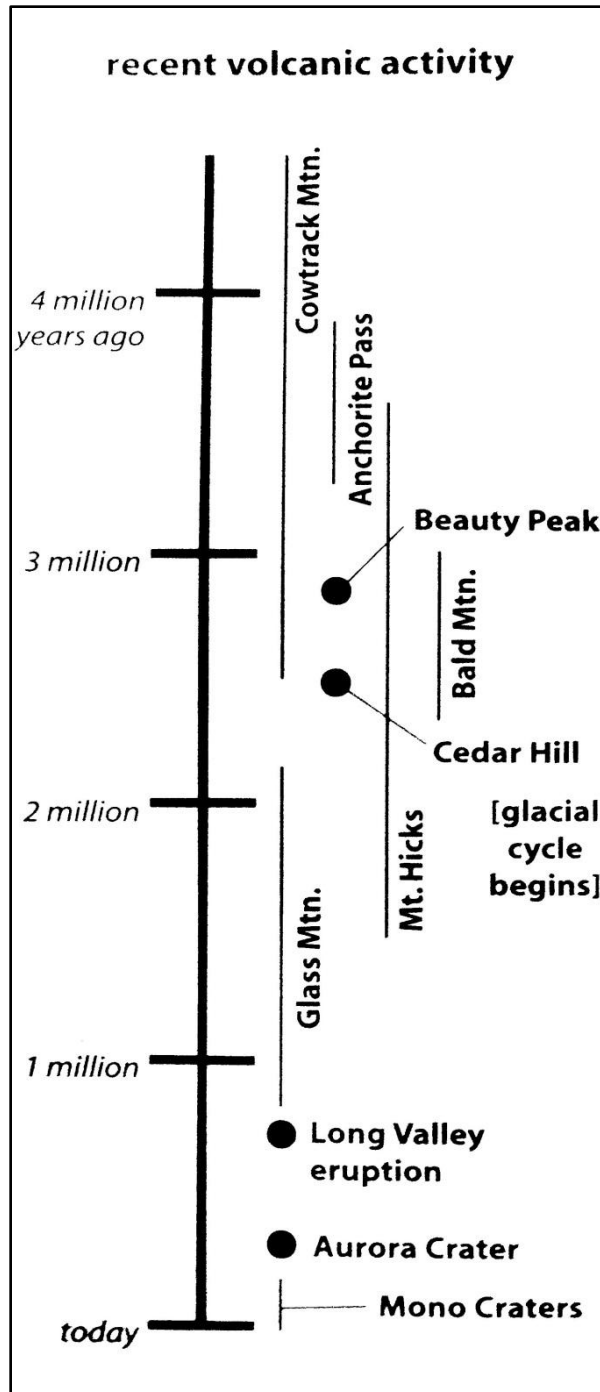 recent volcanic activity
Cowtrack Mtn.
4 million
years ago
Anchorite Pass
Beauty Peak
3 million
Bald Mtn.
Cedar Hill
2 million
[glacial
cycle
begins]
Mt. Hicks
Glass Mtn.
1 million
Long Valley
eruption
Aurora Crater
Mono Craters
today